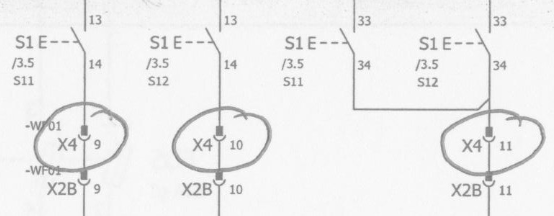 13 13 33 33
S1 E S1 E S1 E S1 E
/3.5 14 /3.5 14 /3.5 34 /3.5 34
S11 S12 S11 S12
-WF01
X4 9 X4 10 X4 11
-WF01
X2B 9 X2B 10 X2B 11